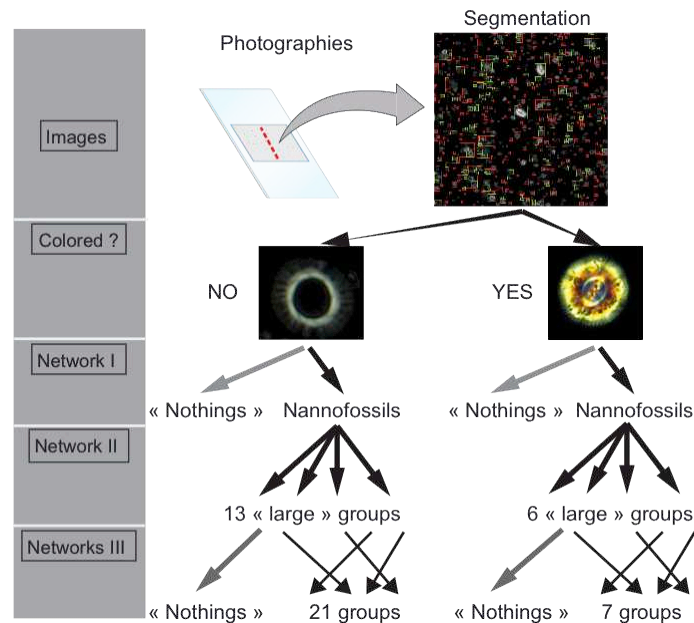 Segmentation
Photographies
Images
Colored ?
NO
YES
Network I
« Nothings » Nannofossils
« Nothings » Nannofossils
Network II
13 « large » groups
6 « large » groups
Networks III
« Nothings »
21 groups
« Nothings »
7 groups